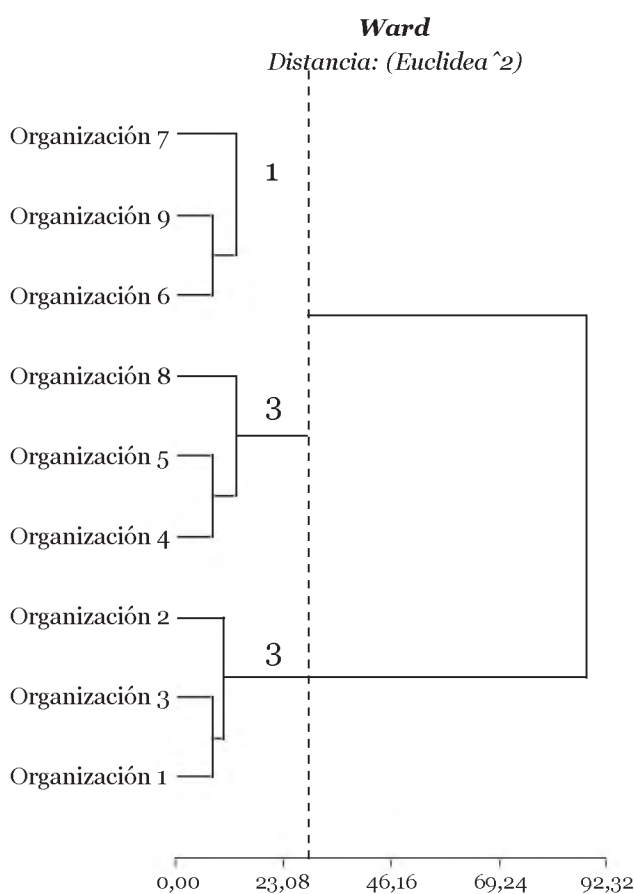 Ward
Distancia: (Euclidea^2)
Organización 7
1
Organización 9
Organización 6
Organización 8
3
Organización 5
Organización 4
Organización 2
3
Organización 3
Organización 1
0,00 23,08 46,16 69,24 92,32